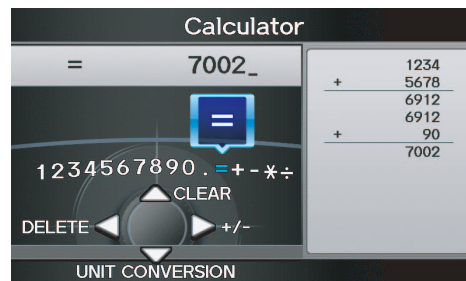 Calculator
= 7002_
=
1234567890.=+-*÷
CLEAR
DELETE
+/-
UNIT CONVERSION
1234
+ 5678
6912
6912
+ 90
7002